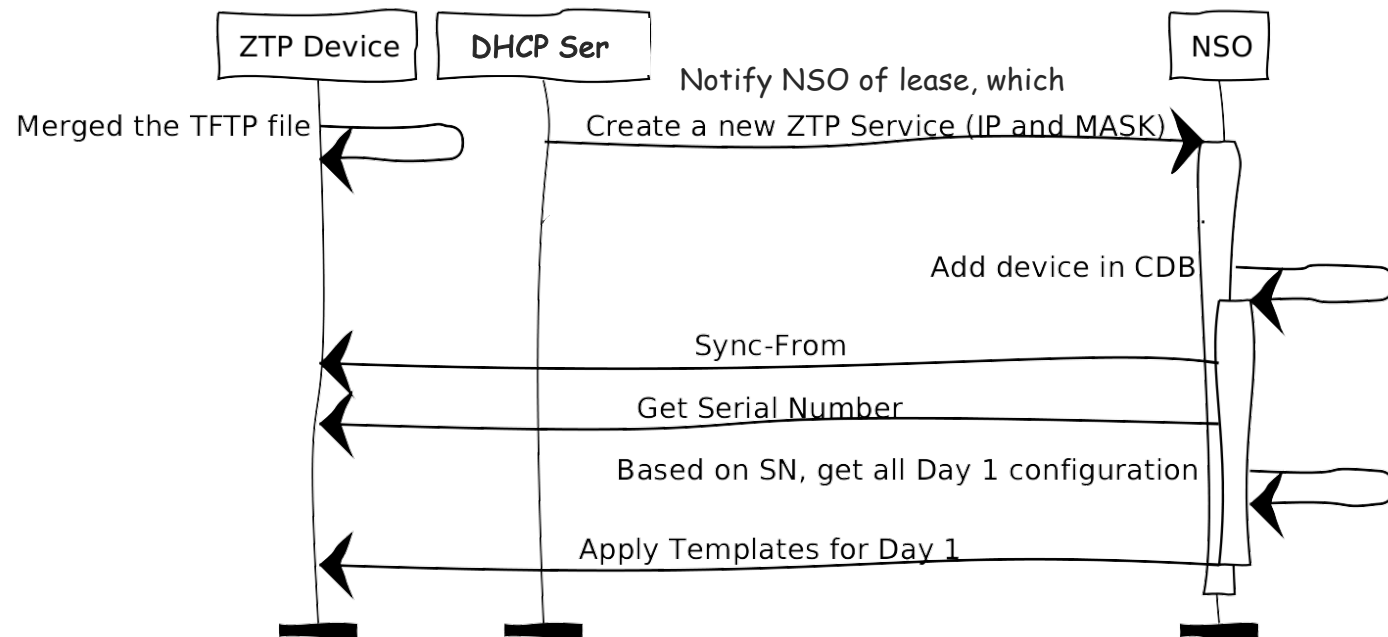 ZTP Device
DHCP Ser
NSO
Notify NSO of lease, which
Merged the TFTP file
Create a new ZTP Service (IP and MASK)
Add device in CDB
Sync-From
Get Serial Number
Based on SN, get all Day 1 configuration
Apply Templates for Day 1